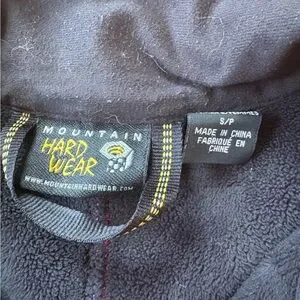 MOUNTAIN
HARD
WEAR
WWW.MOUNTAINHARDWEAR.COM
S/P
MADE IN CHINA
FABRIQUÉ EN
CHINE